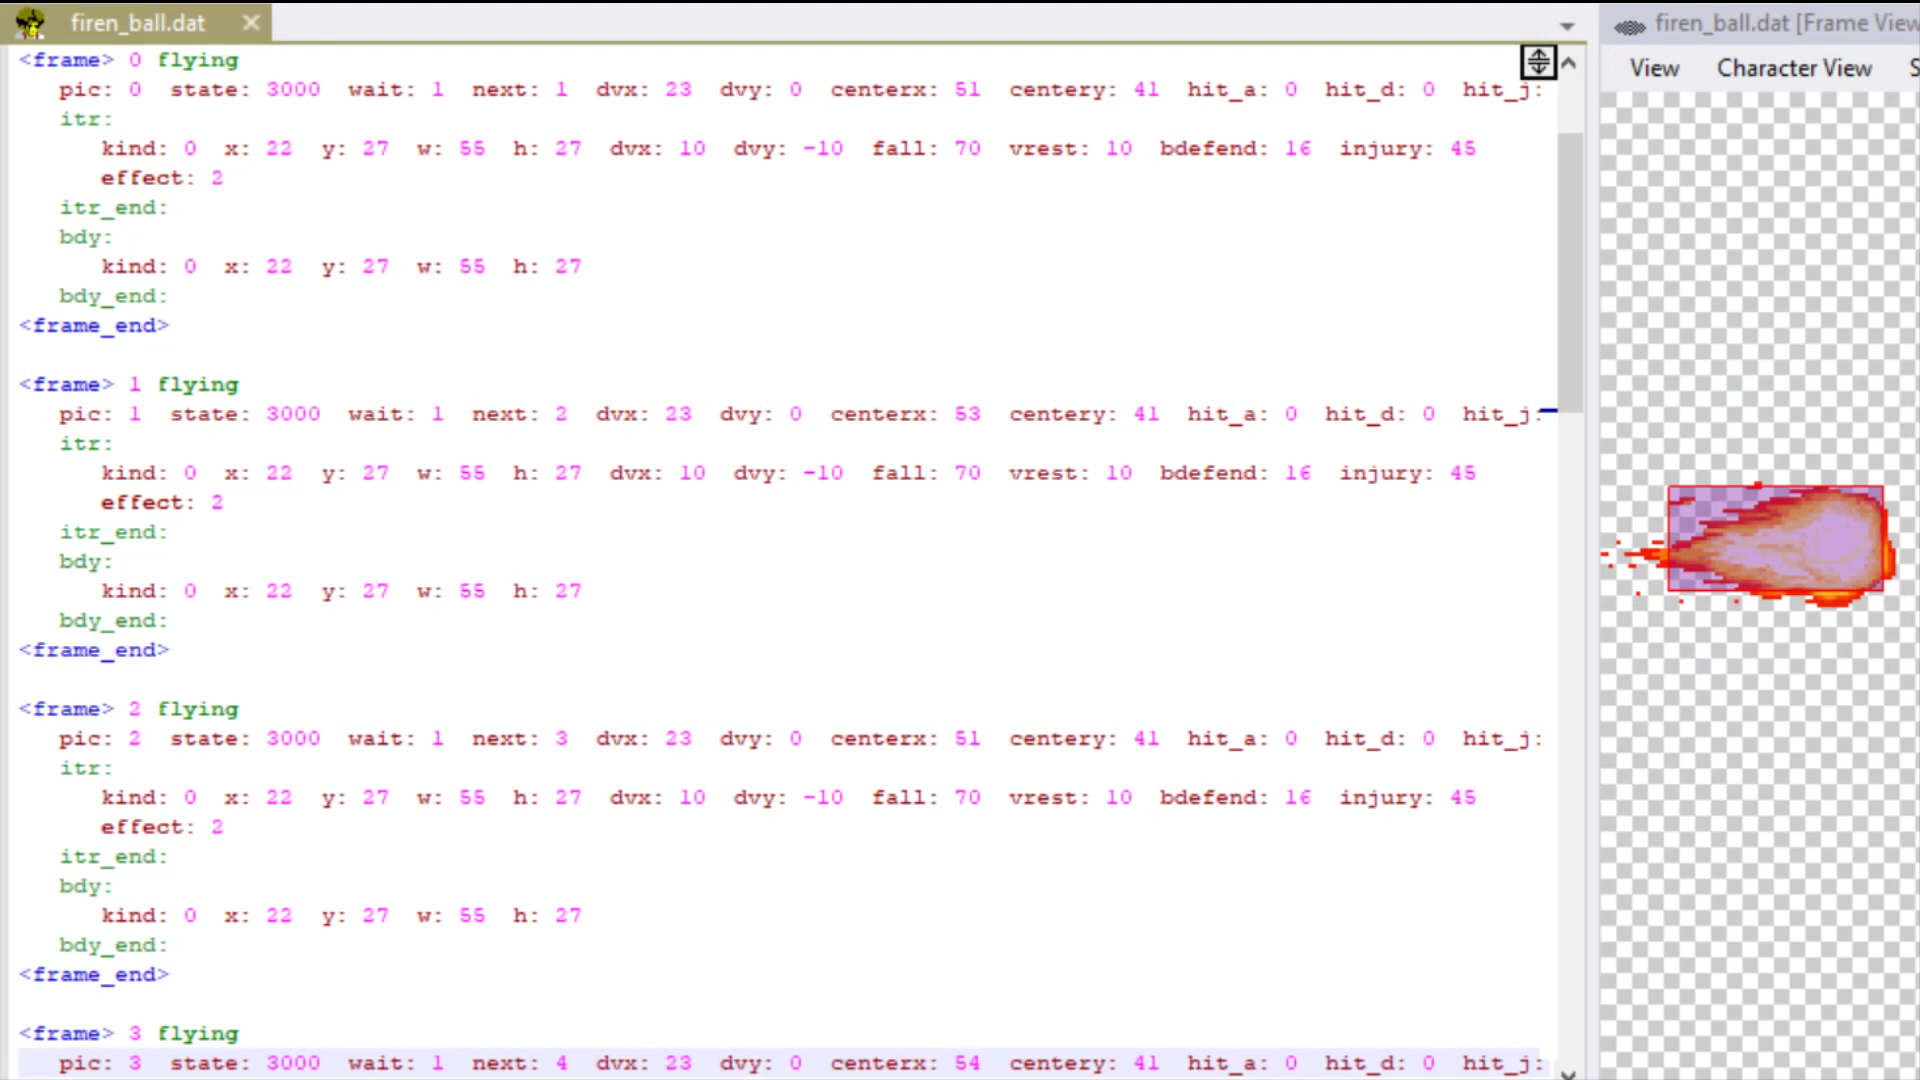 firen_ball.dat
firen_ball.dat [Frame View
View Character View S
<frame> 0 flying
pic: 0 state: 3000 wait: 1 next: 1 dvx: 23 dvy: 0 centerx: 51 centery: 41 hit_a: 0 hit_d: 0 hit_j:
itr:
kind: 0 x: 22 y: 27 w: 55 h: 27 dvx: 10 dvy: -10 fall: 70 vrest: 10 bdefend: 16 injury: 45
effect: 2
itr_end:
bdy:
kind: 0 x: 22 y: 27 w: 55 h: 27
bdy_end:
<frame_end>
<frame> 1 flying
pic: 1 state: 3000 wait: 1 next: 2 dvx: 23 dvy: 0 centerx: 53 centery: 41 hit_a: 0 hit_d: 0 hit_j:
itr:
kind: 0 x: 22 y: 27 w: 55 h: 27 dvx: 10 dvy: -10 fall: 70 vrest: 10 bdefend: 16 injury: 45
effect: 2
itr_end:
bdy:
kind: 0 x: 22 y: 27 w: 55 h: 27
bdy_end:
<frame_end>
<frame> 2 flying
pic: 2 state: 3000 wait: 1 next: 3 dvx: 23 dvy: 0 centerx: 51 centery: 41 hit_a: 0 hit_d: 0 hit_j:
itr:
kind: 0 x: 22 y: 27 w: 55 h: 27 dvx: 10 dvy: -10 fall: 70 vrest: 10 bdefend: 16 injury: 45
effect: 2
itr_end:
bdy:
kind: 0 x: 22 y: 27 w: 55 h: 27
bdy_end:
<frame_end>
<frame> 3 flying
pic: 3 state: 3000 wait: 1 next: 4 dvx: 23 dvy: 0 centerx: 54 centery: 41 hit_a: 0 hit_d: 0 hit_j: